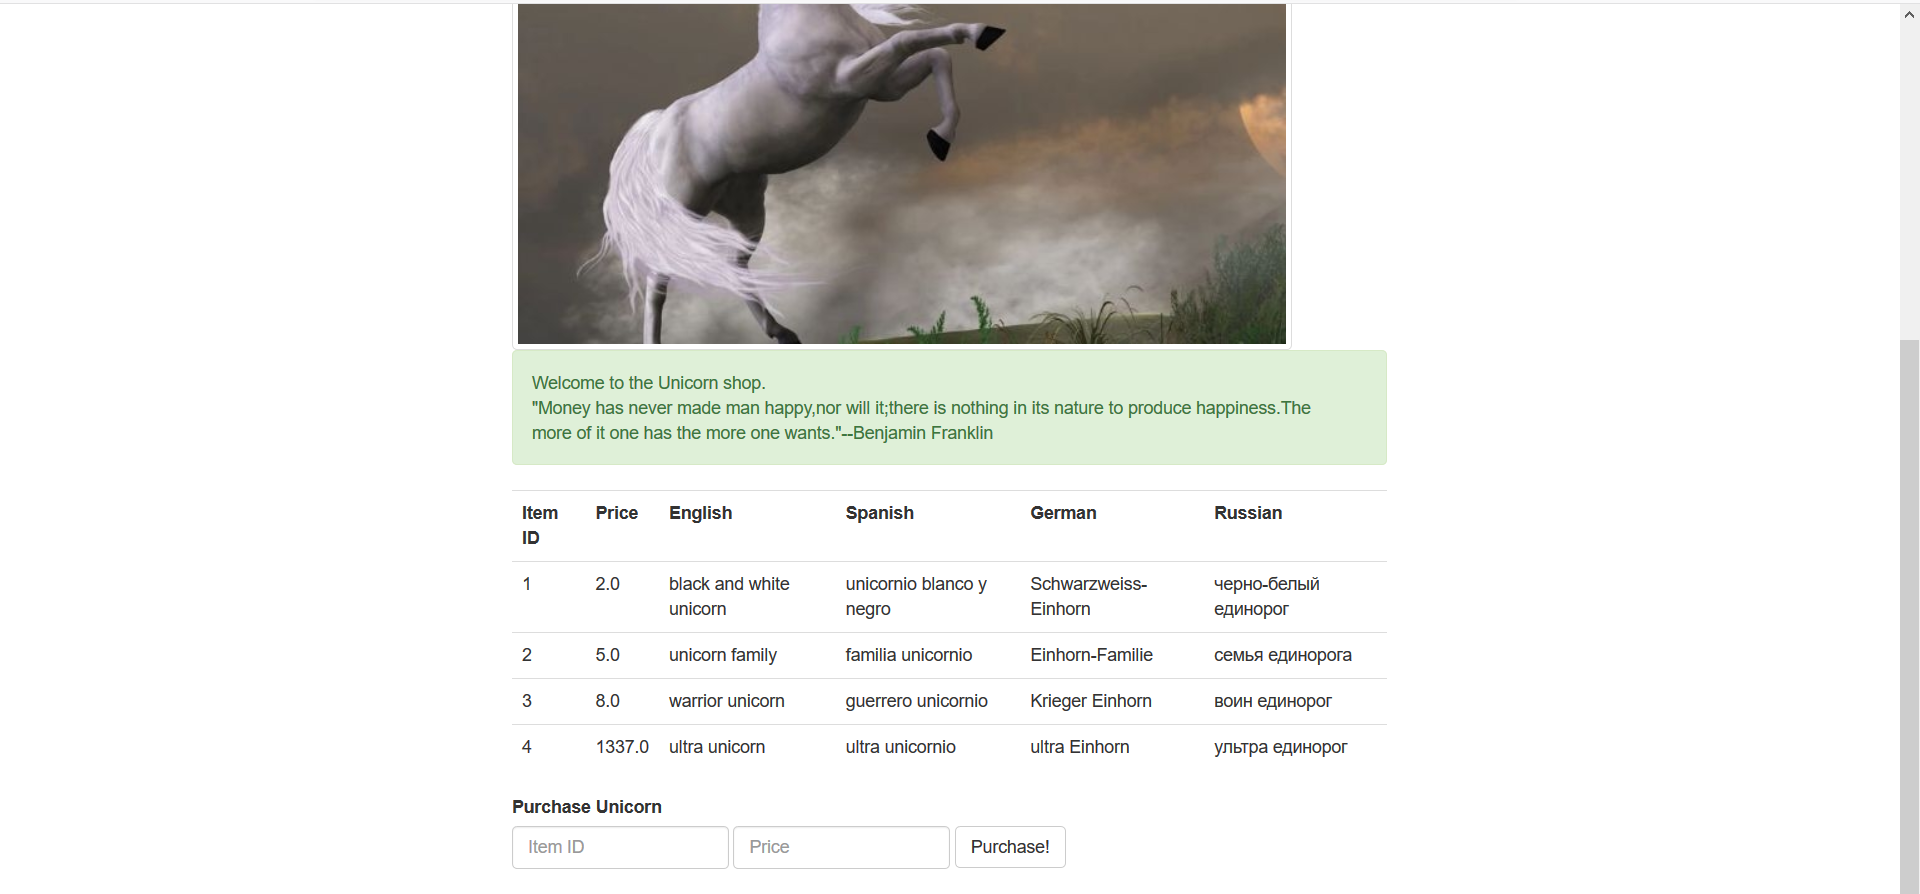 Welcome to the Unicorn shop.
"Money has never made man happy,nor will it;there is nothing in its nature to produce happiness.The
more of it one has the more one wants."--Benjamin Franklin
Item ID Price English Spanish German Russian
1 2.0 black and white unicorn unicornio blanco y negro Schwarzweiss-Einhorn черно-белый единорог
2 5.0 unicorn family familia unicornio Einhorn-Familie семья единорога
3 8.0 warrior unicorn guerrero unicornio Krieger Einhorn воин единорог
4 1337.0 ultra unicorn ultra unicornio ultra Einhorn ультра единорог
Purchase Unicorn
Item ID Price Purchase!